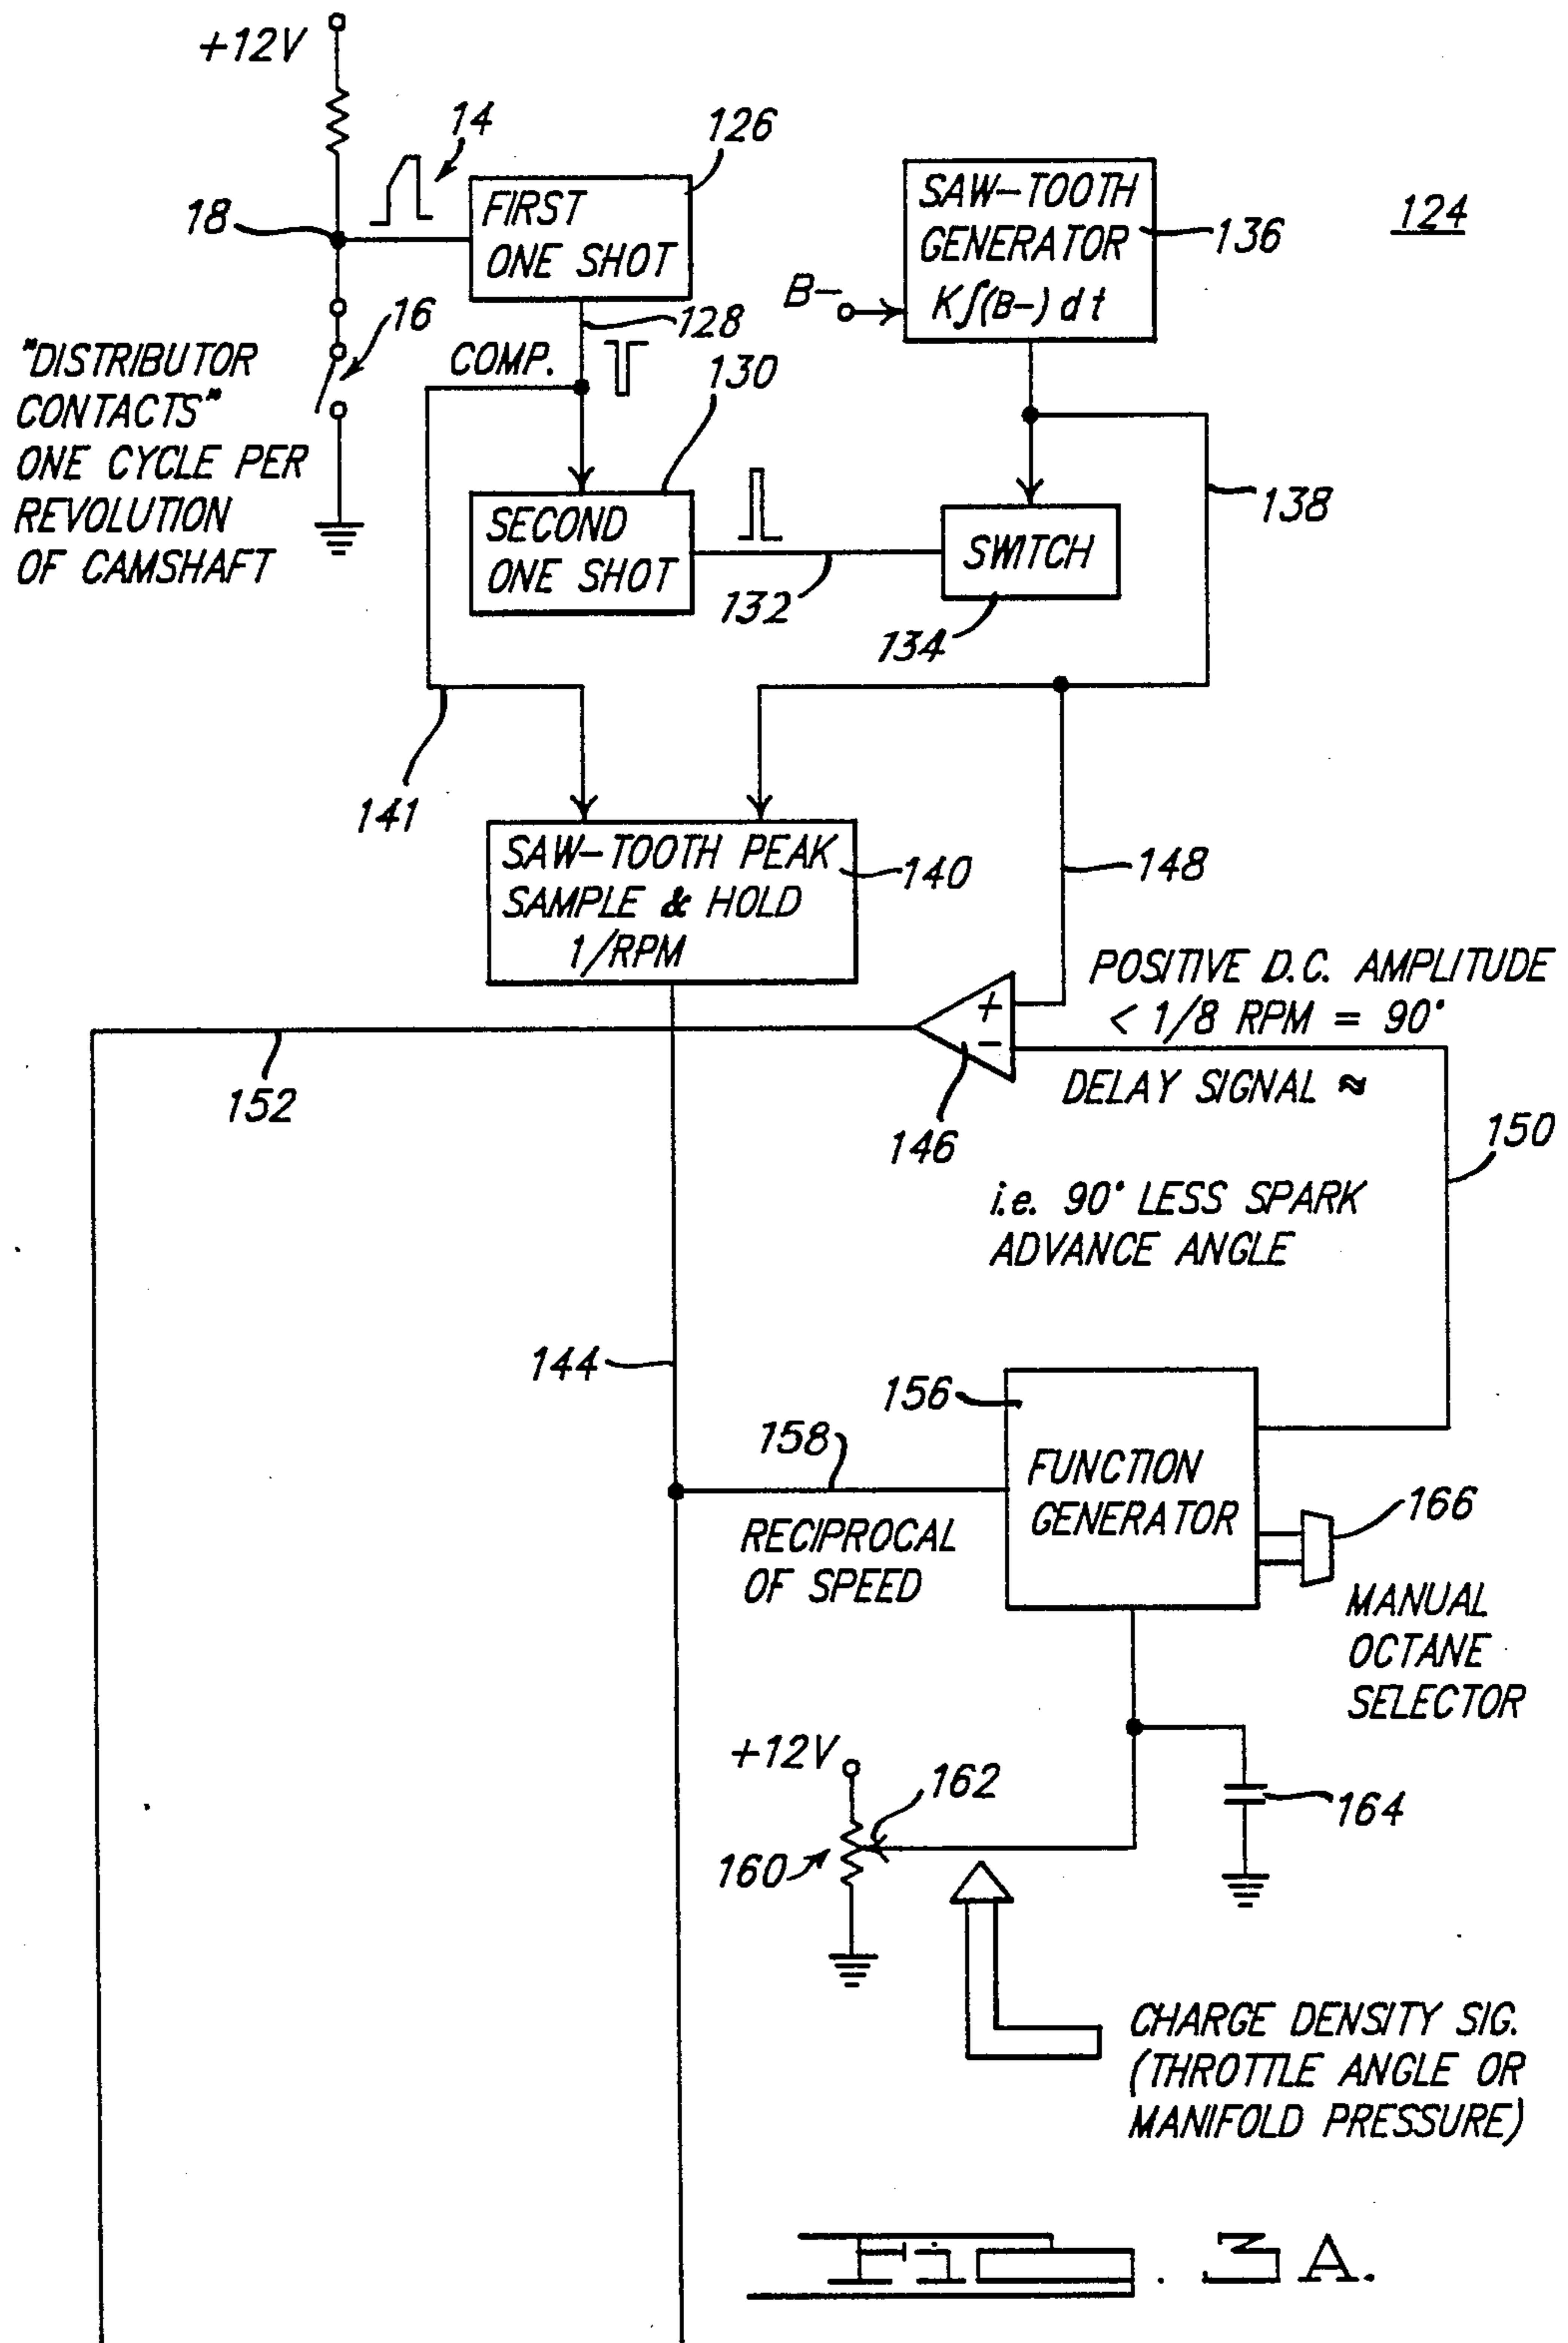 +12V
14
126
FIRST
ONE SHOT
SAW-TOOTH
GENERATOR
K∫(B-) dt
136
124
18
B-
16
128
"DISTRIBUTOR
CONTACTS"
ONE CYCLE PER
REVOLUTION
OF CAMSHAFT
COMP.
130
138
SECOND
ONE SHOT
132
SWITCH
134
141
SAW-TOOTH PEAK
SAMPLE & HOLD
1/RPM
140
148
POSITIVE D.C. AMPLITUDE
< 1/8 RPM = 90°
+
-
DELAY SIGNAL ≈
152
146
150
i.e. 90° LESS SPARK
ADVANCE ANGLE
144
156
158
FUNCTION
GENERATOR
166
RECIPROCAL
OF SPEED
MANUAL
OCTANE
SELECTOR
+12V
162
164
160
CHARGE DENSITY SIG.
(THROTTLE ANGLE OR
MANIFOLD PRESSURE)
Fig. 3A.